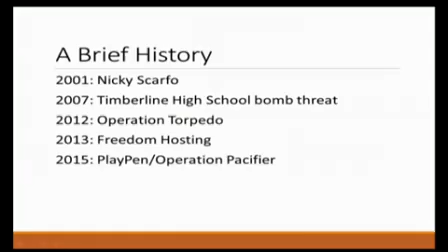 A Brief History
2001: Nicky Scarfo
2007: Timberline High School bomb threat
2012: Operation Torpedo
2013: Freedom Hosting
2015: PlayPen/Operation Pacifier